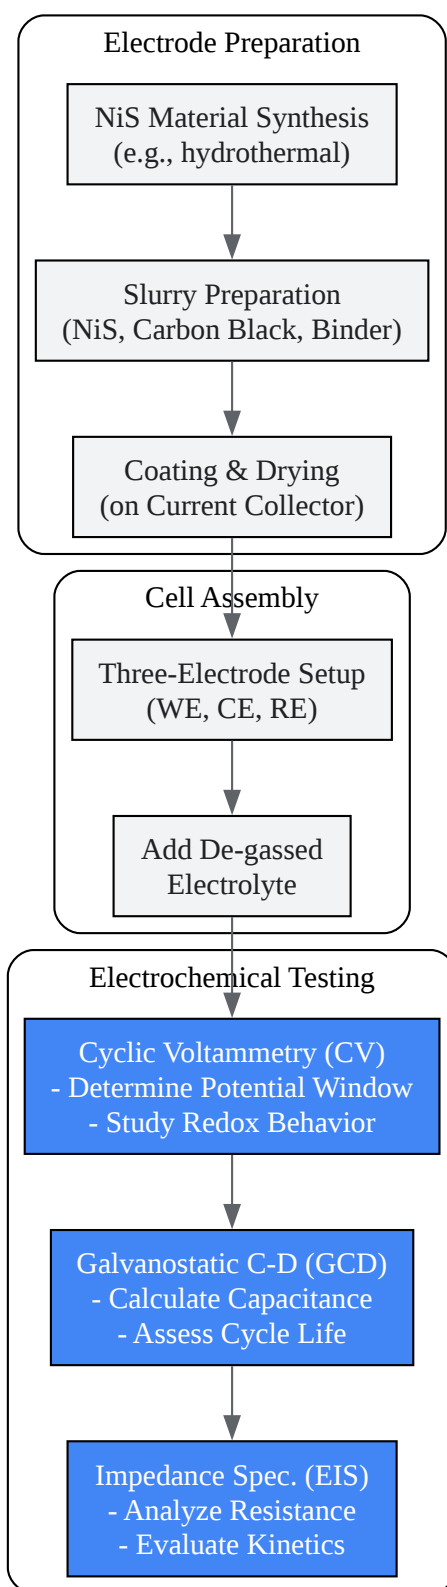 Electrode Preparation
NiS Material Synthesis
(e.g., hydrothermal)
Slurry Preparation
(NiS, Carbon Black, Binder)
Coating & Drying
(on Current Collector)
Cell Assembly
Three-Electrode Setup
(WE, CE, RE)
Add De-gassed
Electrolyte
Electrochemical Testing
Cyclic Voltammetry (CV)
- Determine Potential Window
- Study Redox Behavior
Galvanostatic C-D (GCD)
- Calculate Capacitance
- Assess Cycle Life
Impedance Spec. (EIS)
- Analyze Resistance
- Evaluate Kinetics